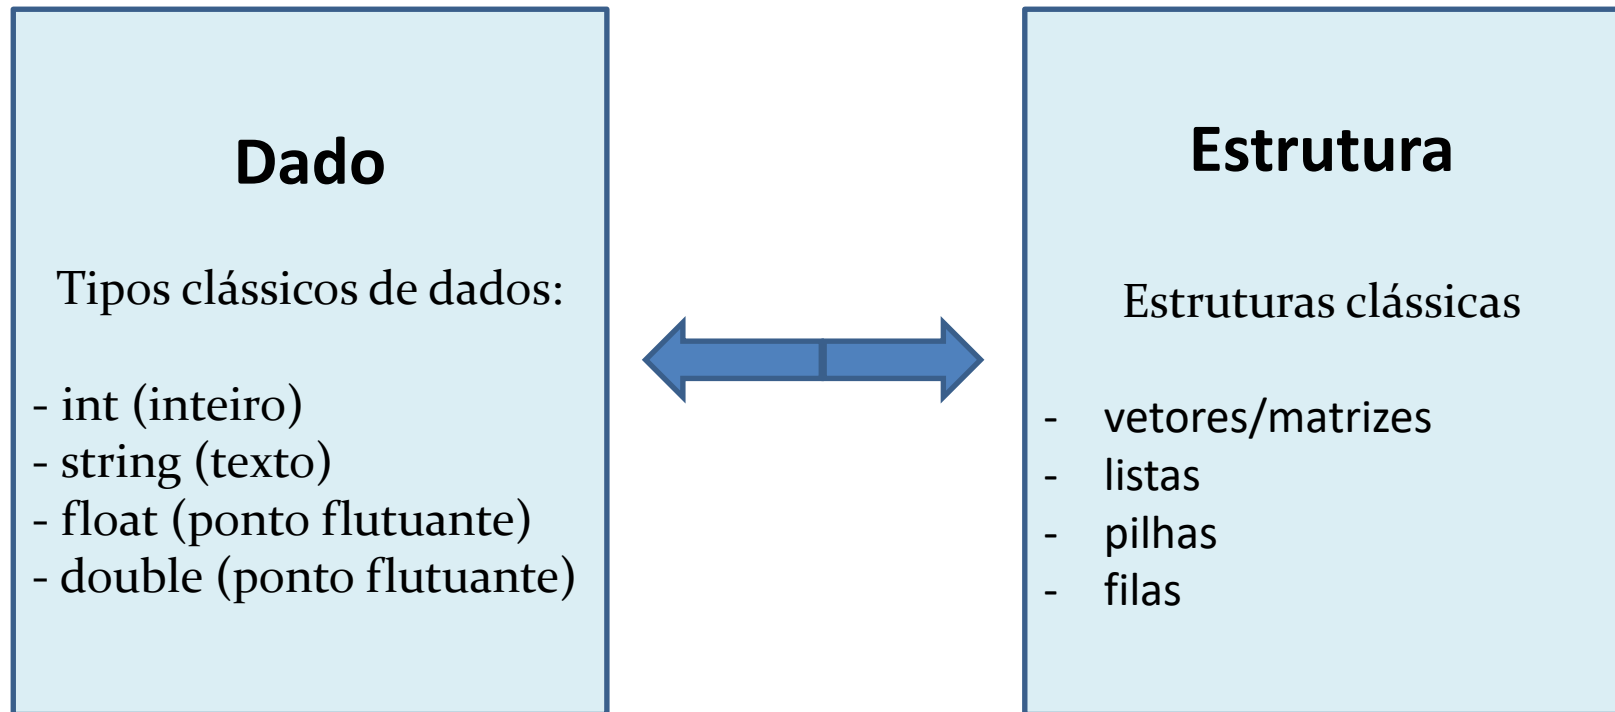 Dado
Tipos clássicos de dados:
- int (inteiro)
- string (texto)
- float (ponto flutuante)
- double (ponto flutuante)
Estrutura
Estruturas clássicas
- vetores/matrizes
- listas
- pilhas
- filas